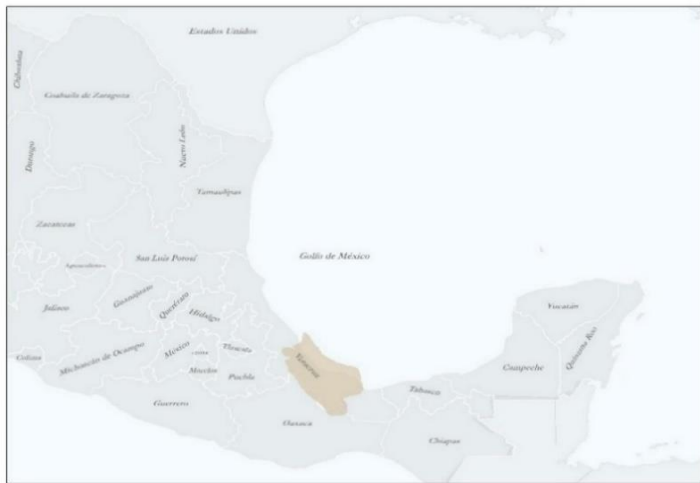 Estados Unidos
Chihuahua
Coahuila de Zaragoza
Durango
Nuevo León
Tamaulipas
Zacatecas
Aguascalientes
San Luis Potosí
Golfo de México
Jalisco
Guanajuato
Querétaro
Hidalgo
Yucatán
Quintana Roo
Colima
Michoacán de Ocampo
México
Tlaxcala
Veracruz
Campeche
Morelos
Puebla
Tabasco
Guerrero
Oaxaca
Chiapas